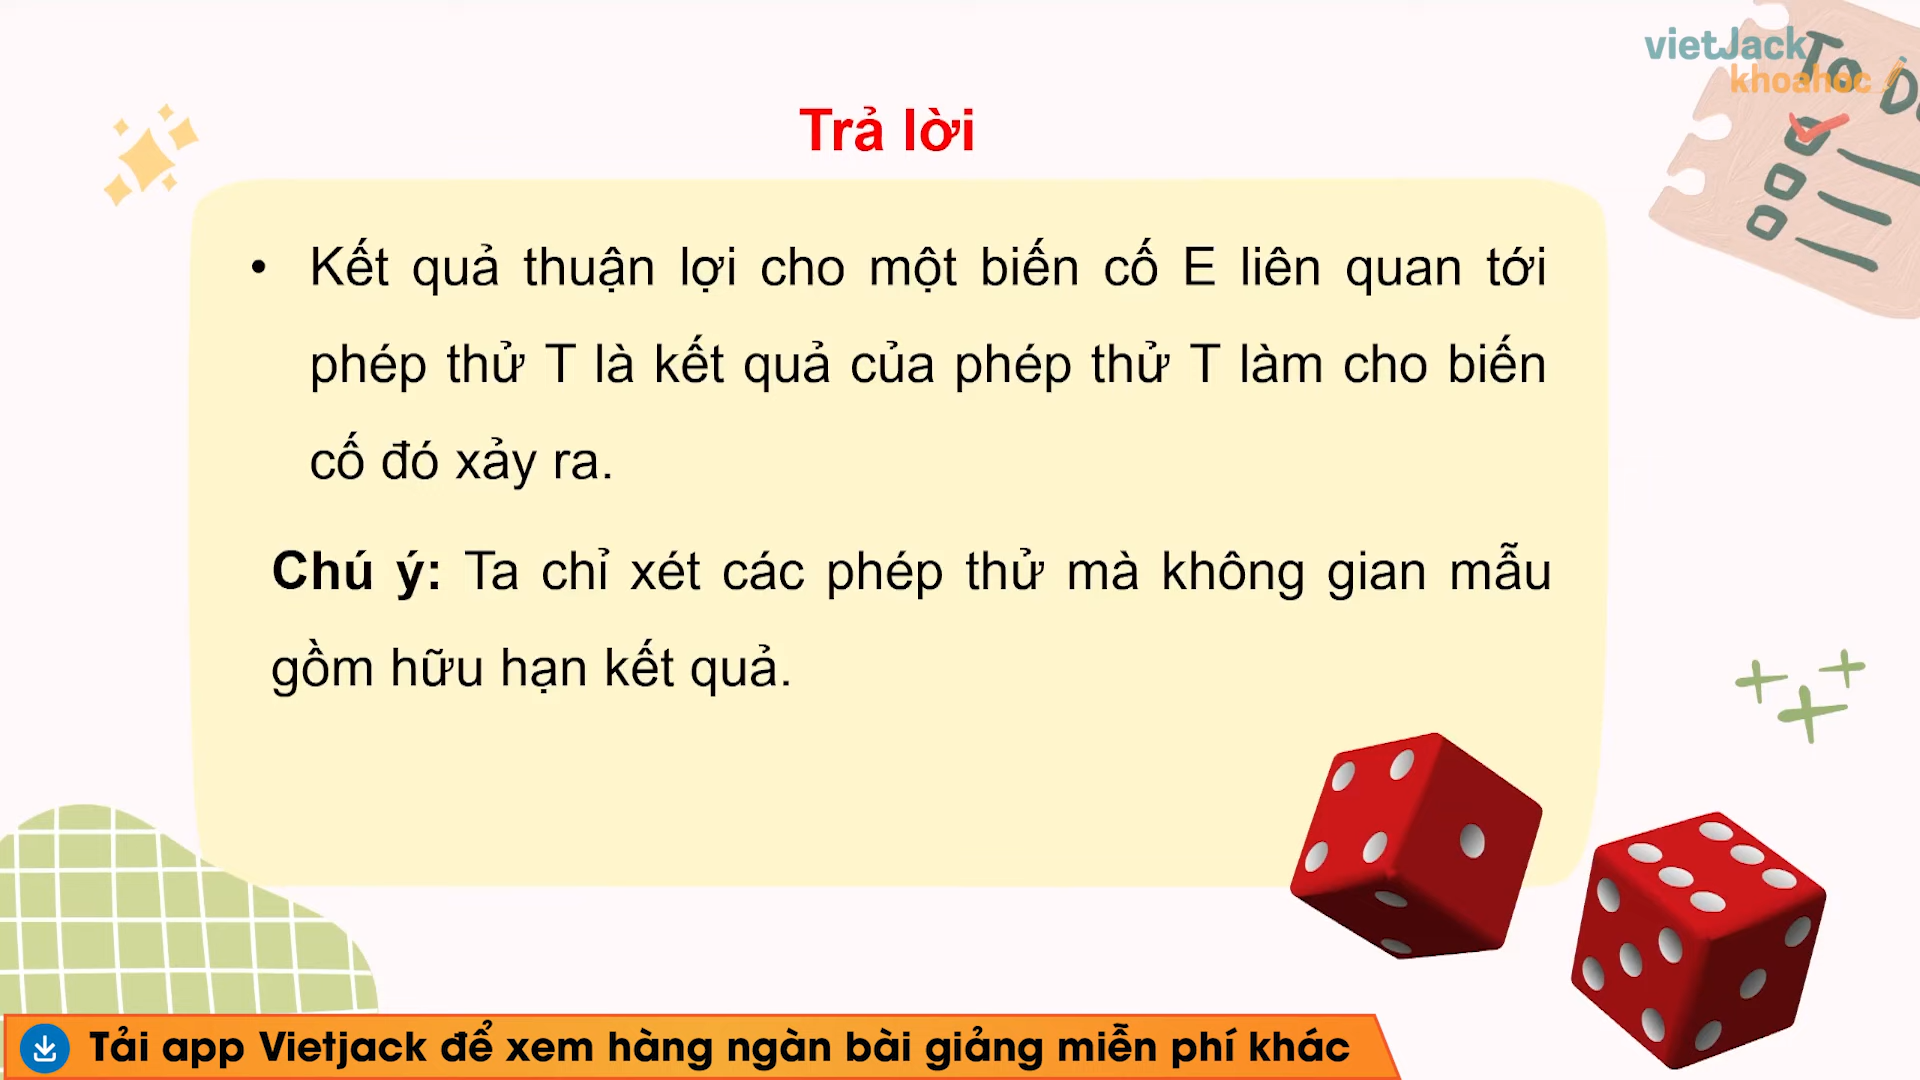 vietJack
khoahoc
To Do
Trả lời
• Kết quả thuận lợi cho một biến cố E liên quan tới
phép thử T là kết quả của phép thử T làm cho biến
cố đó xảy ra.
Chú ý: Ta chỉ xét các phép thử mà không gian mẫu
gồm hữu hạn kết quả.
Tải app Vietjack để xem hàng ngàn bài giảng miễn phí khác